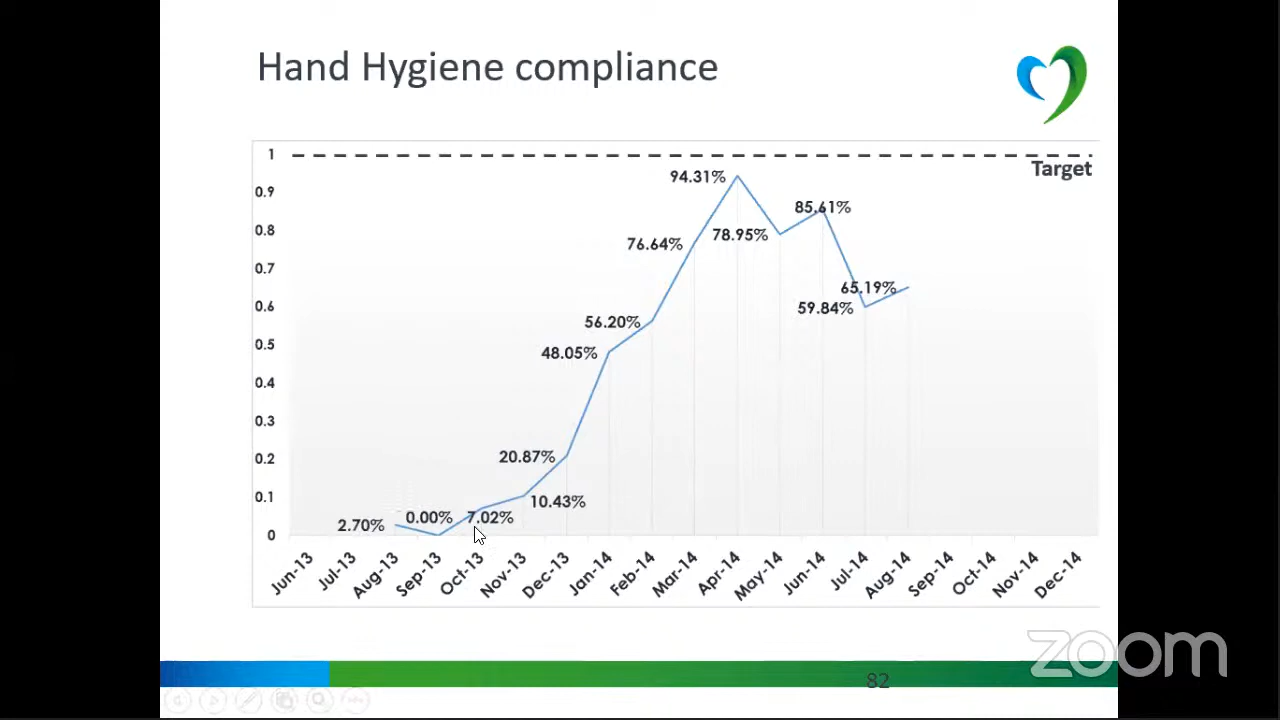 Hand Hygiene compliance
1
Target
0.9
0.8
0.7
0.6
0.5
0.4
0.3
0.2
0.1
0
2.70%
0.00%
7.02%
10.43%
20.87%
48.05%
56.20%
76.64%
94.31%
78.95%
85.61%
59.84%
65.19%
Jun-13
Jul-13
Aug-13
Sep-13
Oct-13
Nov-13
Dec-13
Jan-14
Feb-14
Mar-14
Apr-14
May-14
Jun-14
Jul-14
Aug-14
Sep-14
Oct-14
Nov-14
Dec-14
zoom
82